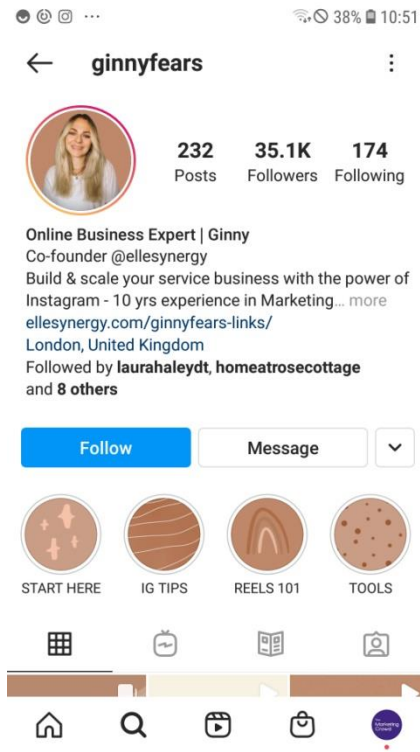 38% 10:51
ginnyfears
232 35.1K 174
Posts Followers Following
Online Business Expert | Ginny
Co-founder @ellesynergy
Build & scale your service business with the power of
Instagram - 10 yrs experience in Marketing... more
ellesynergy.com/ginnyfears-links/
London, United Kingdom
Followed by laurahaleydt, homeatrosecottage
and 8 others
Follow Message
START HERE IG TIPS REELS 101 TOOLS
The
Marketing
Crowd